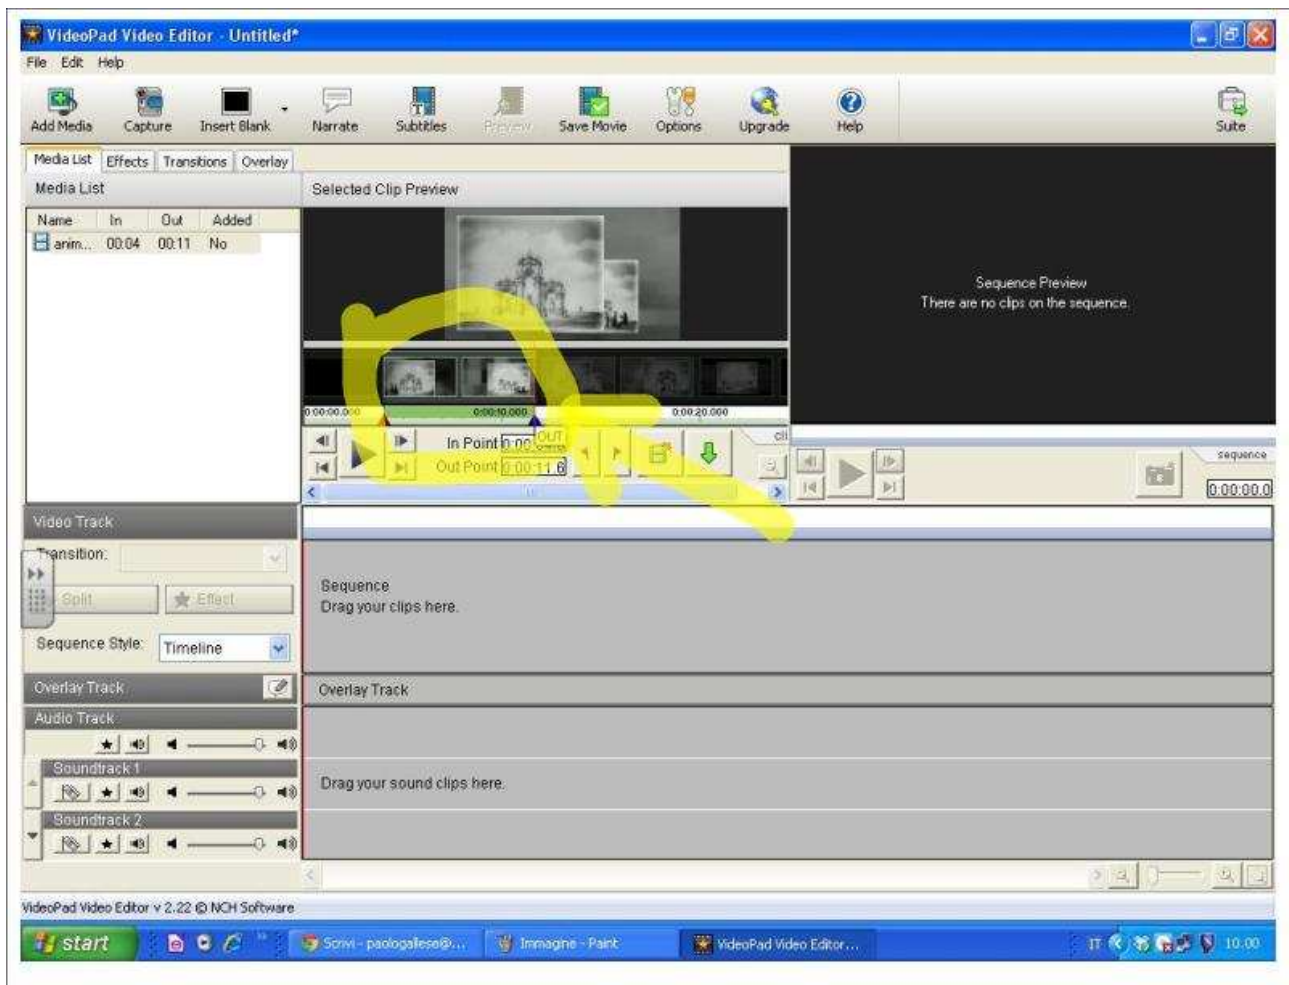 VideoPad Video Editor - Untitled*
File Edit Help
Add Media Capture Insert Blank Narrate Subtitles Preview Save Movie Options Upgrade Help Suite
Media List Effects Transitions Overlay
Media List
Selected Clip Preview
Name In Out Added
anim... 00:04 00:11 No
Sequence Preview
There are no clips on the sequence.
0:00:00.000 0:00:10.000 0:00:20.000
In Point
OUT
Out Point 0:00:11.6
cli
sequence
0:00:00.0
Video Track
Transition:
Split Effect
Sequence Style: Timeline
Sequence
Drag your clips here.
Overlay Track
Overlay Track
Audio Track
Soundtrack 1
Drag your sound clips here.
Soundtrack 2
VideoPad Video Editor v 2.22 © NCH Software
start Scrivi - paologalese@... Immagine - Paint VideoPad Video Editor... IT 10.00